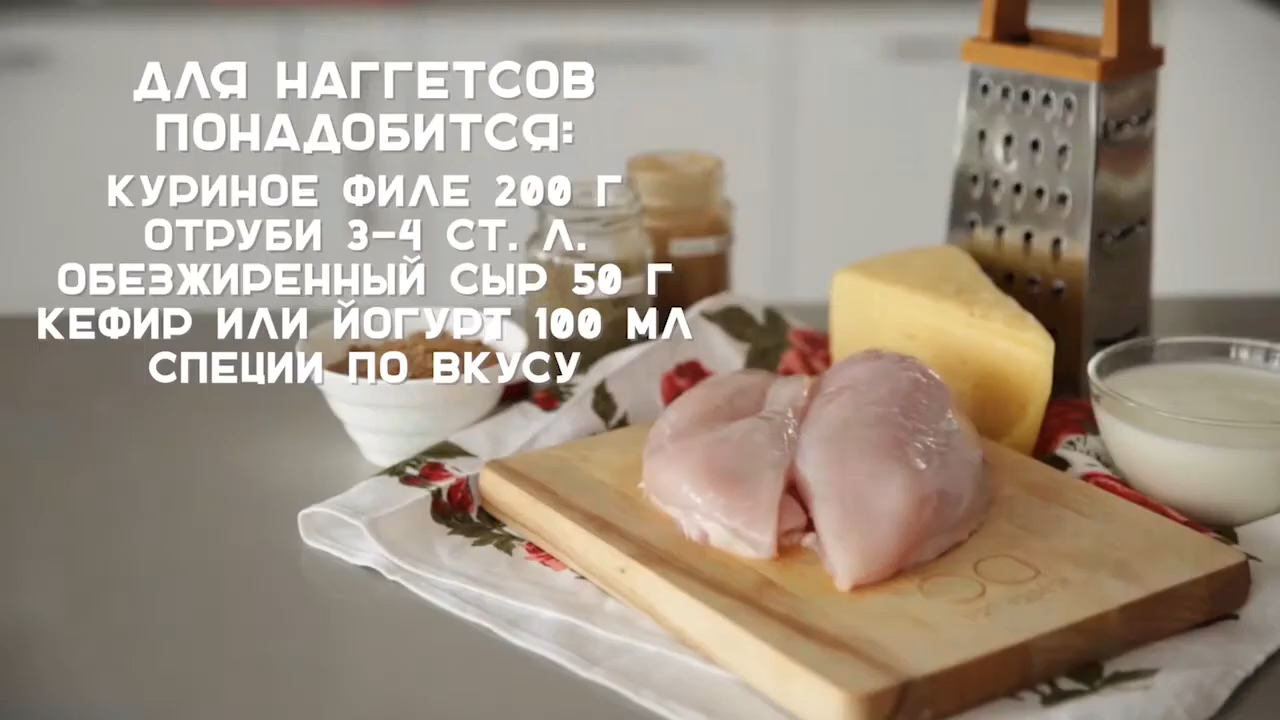 ДЛЯ НАГГЕТСОВ
ПОНАДОБИТСЯ:
КУРИНОЕ ФИЛЕ 200 Г
ОТРУБИ 3-4 СТ. Л.
ОБЕЗЖИРЕННЫЙ СЫР 50 Г
КЕФИР ИЛИ ЙОГУРТ 100 МЛ
СПЕЦИИ ПО ВКУСУ